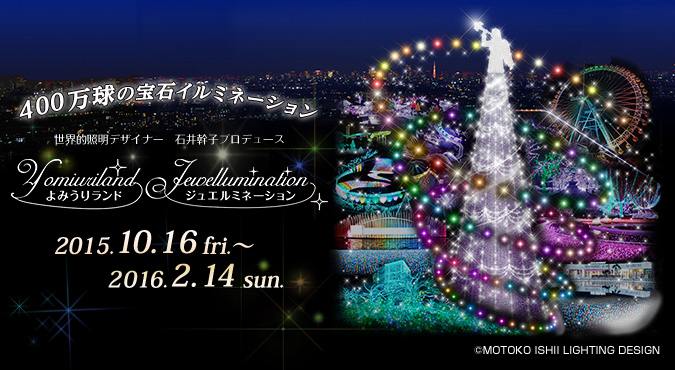 400万球の宝石イルミネーション
世界的照明デザイナー 石井幹子プロデュース
Yomiuriland Jewellumination
よみうりランド ジュエルミネーション
2015.10.16 fri.～
2016.2.14 sun.
©MOTOKO ISHII LIGHTING DESIGN